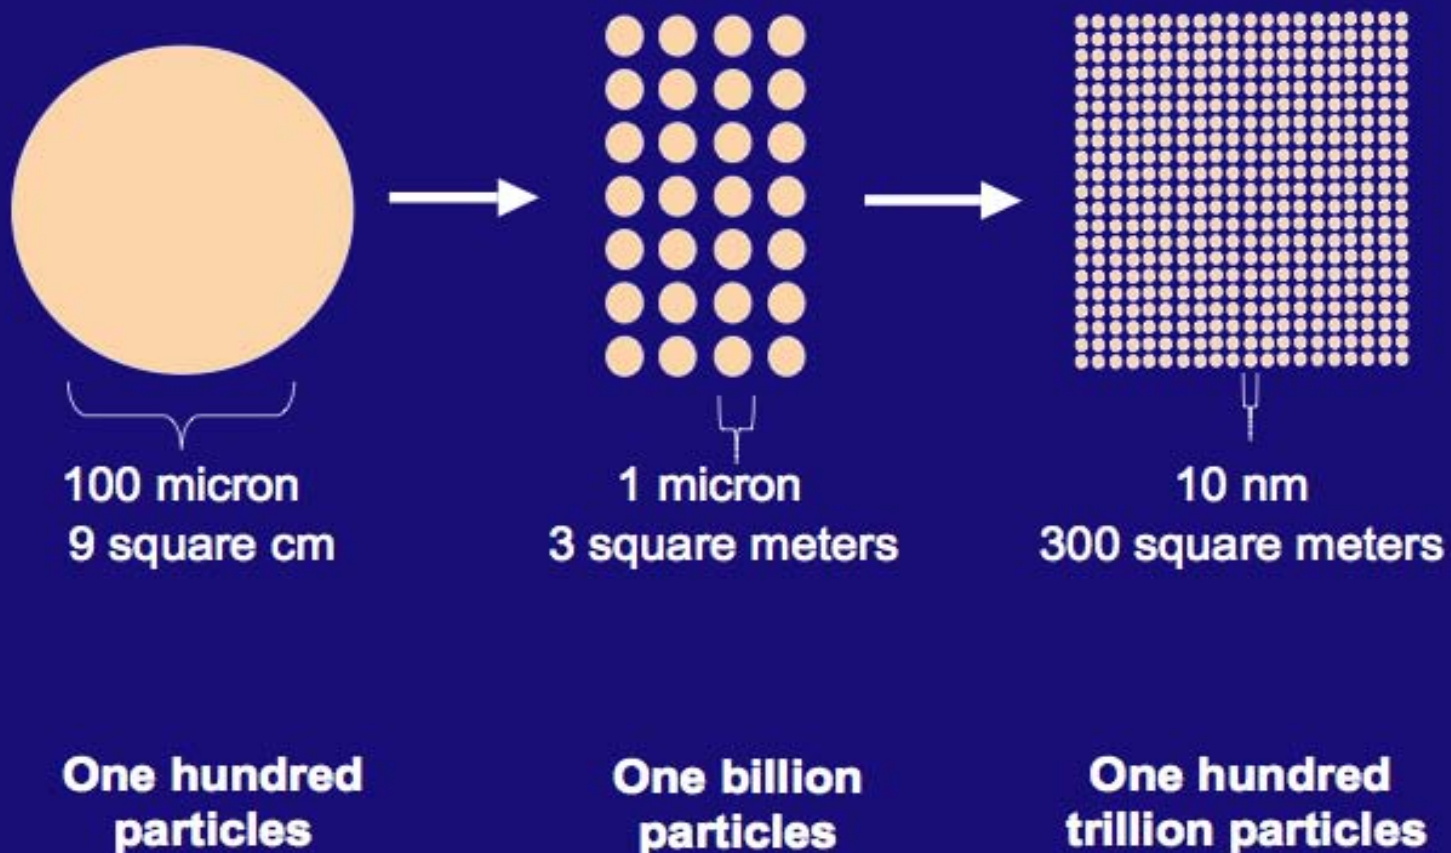 100 micron
9 square cm
1 micron
3 square meters
10 nm
300 square meters
One hundred
particles
One billion
particles
One hundred
trillion particles